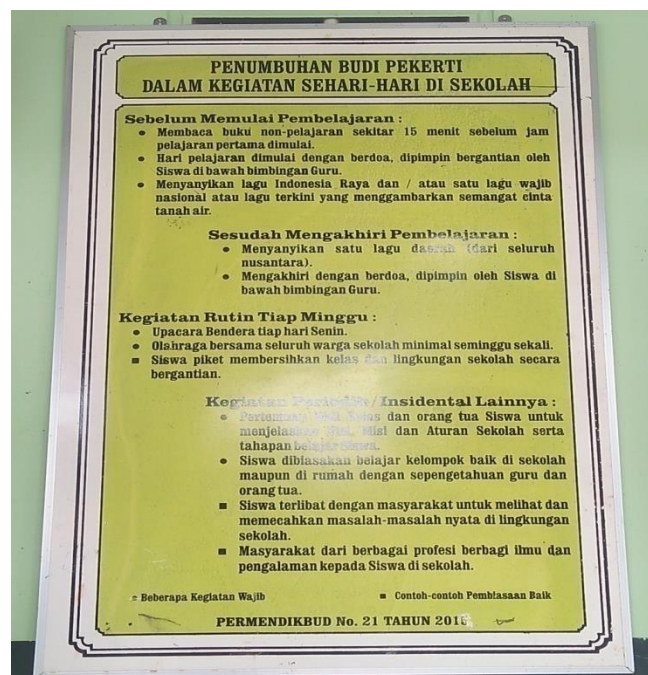 PENUMBUHAN BUDI PEKERTI
DALAM KEGIATAN SEHARI-HARI DI SEKOLAH
Sebelum Memulai Pembelajaran :
• Membaca buku non-pelajaran sekitar 15 menit sebelum jam
pelajaran pertama dimulai.
• Hari pelajaran dimulai dengan berdoa, dipimpin bergantian oleh
Siswa di bawah bimbingan Guru.
• Menyanyikan lagu Indonesia Raya dan / atau satu lagu wajib
nasional atau lagu terkini yang menggambarkan semangat cinta
tanah air.
Sesudah Mengakhiri Pembelajaran :
• Menyanyikan satu lagu daerah (dari seluruh
nusantara).
• Mengakhiri dengan berdoa, dipimpin oleh Siswa di
bawah bimbingan Guru.
Kegiatan Rutin Tiap Minggu :
• Upacara Bendera tiap hari Senin.
• Olahraga bersama seluruh warga sekolah minimal seminggu sekali.
■ Siswa piket membersihkan kelas dan lingkungan sekolah secara
bergantian.
Kegiatan Periodik / Insidental Lainnya :
• Pertemuan Wali kelas dan orang tua Siswa untuk
menjelaskan Visi, Misi dan Aturan Sekolah serta
tahapan belajar Siswa.
• Siswa dibiasakan belajar kelompok baik di sekolah
maupun di rumah dengan sepengetahuan guru dan
orang tua.
■ Siswa terlibat dengan masyarakat untuk melihat dan
memecahkan masalah-masalah nyata di lingkungan
sekolah.
■ Masyarakat dari berbagai profesi berbagi ilmu dan
pengalaman kepada Siswa di sekolah.
= Beberapa Kegiatan Wajib
■ Contoh-contoh Pembiasaan Baik
PERMENDIKBUD No. 21 TAHUN